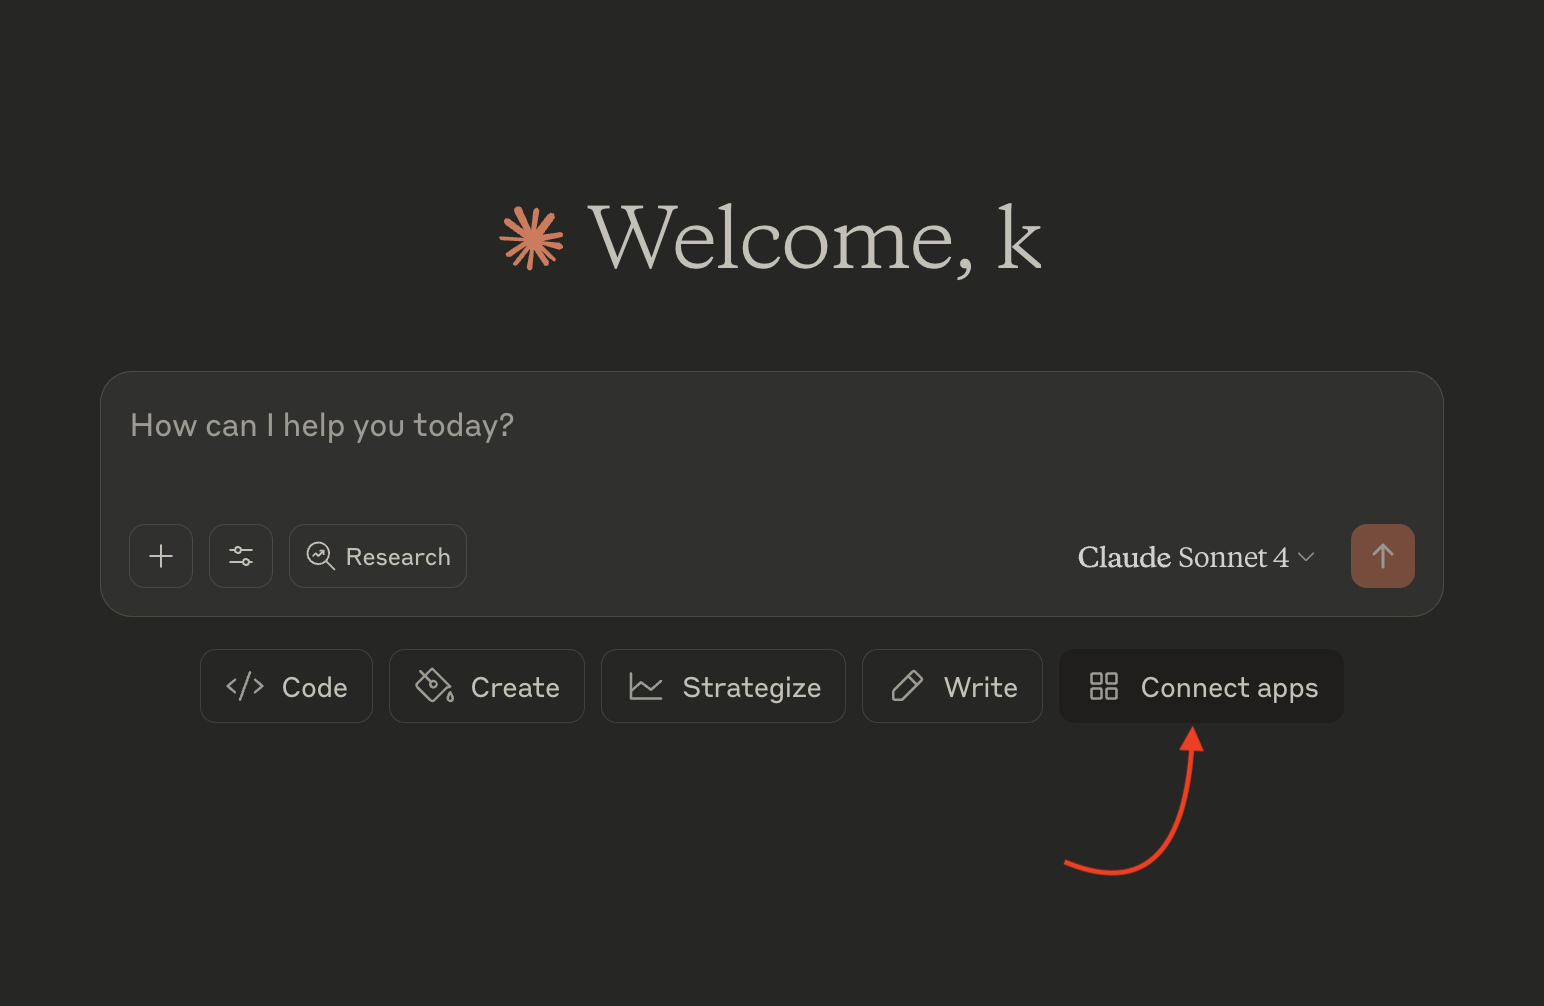 Welcome, k
How can I help you today?
Research
Claude Sonnet 4
Code
Create
Strategize
Write
Connect apps